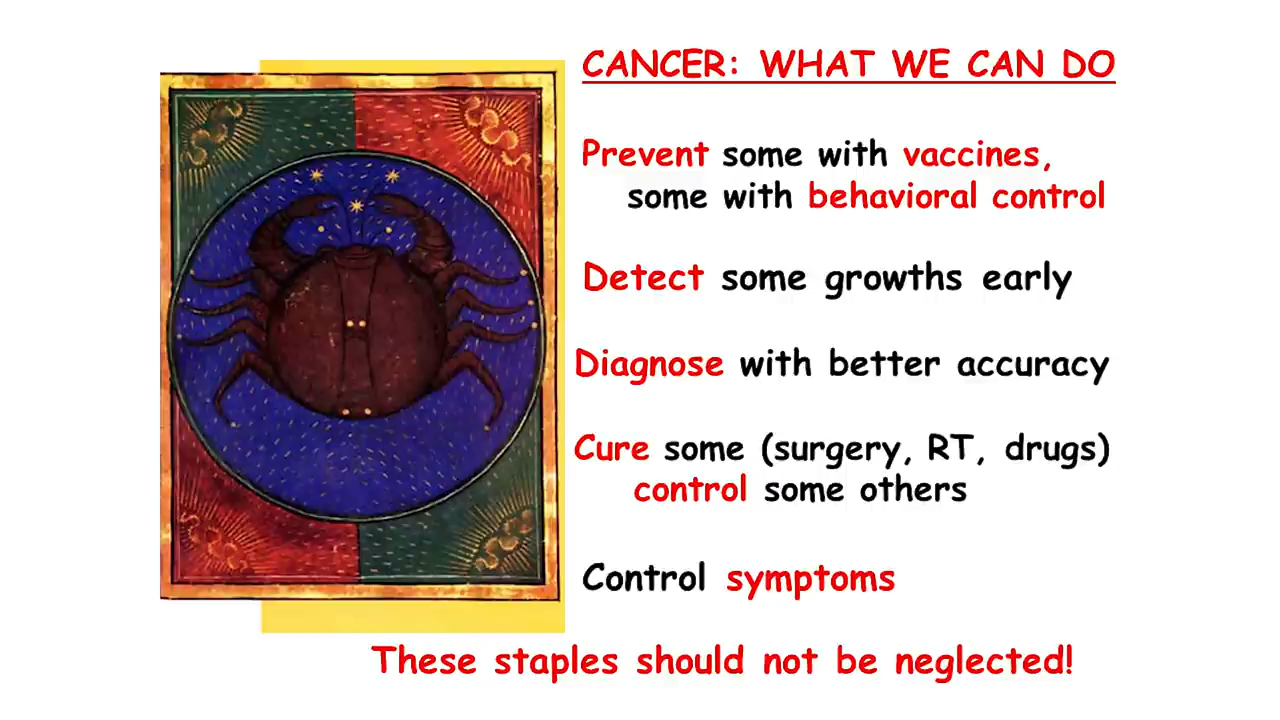 CANCER: WHAT WE CAN DO
Prevent some with vaccines,
some with behavioral control
Detect some growths early
Diagnose with better accuracy
Cure some (surgery, RT, drugs)
control some others
Control symptoms
These staples should not be neglected!